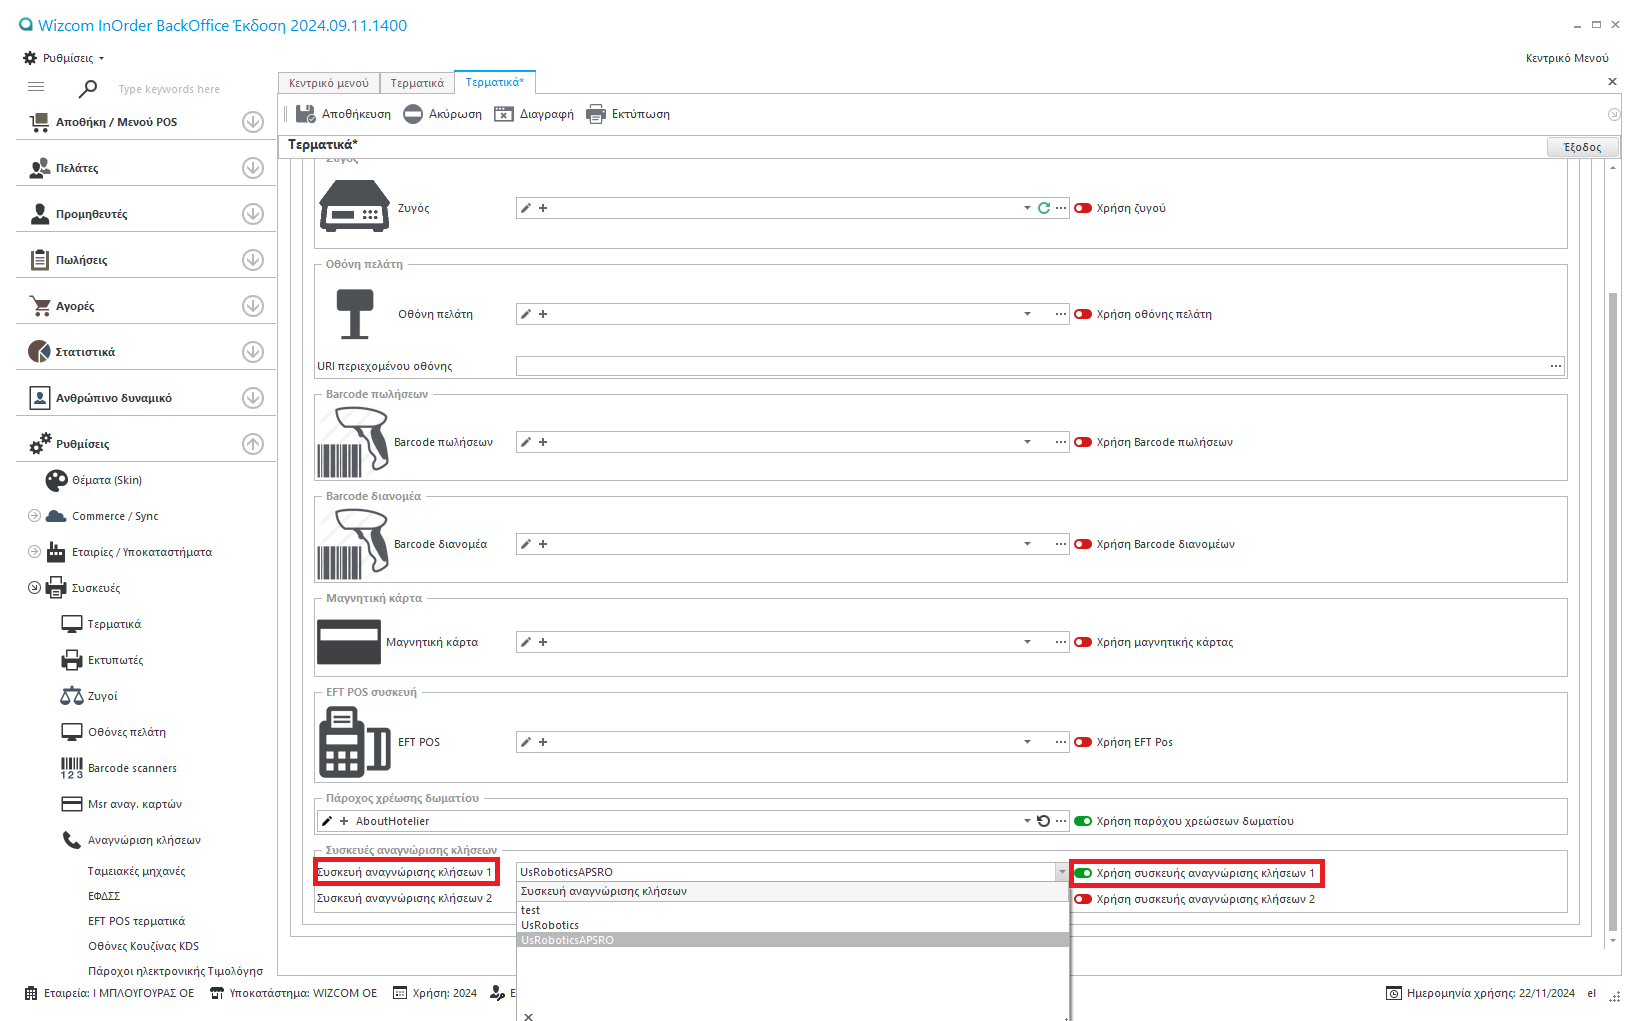 Wizcom InOrder BackOffice Έκδοση 2024.09.11.1400
Ρυθμίσεις
Κεντρικό Μενού
Type keywords here
Κεντρικό μενού
Τερματικά
Τερματικά*
Αποθήκευση
Ακύρωση
Διαγραφή
Εκτύπωση
Τερματικά*
Έξοδος
Αποθήκη / Μενού POS
Πελάτες
Προμηθευτές
Πωλήσεις
Αγορές
Στατιστικά
Ανθρώπινο δυναμικό
Ρυθμίσεις
Θέματα (Skin)
Commerce / Sync
Εταιρίες / Υποκαταστήματα
Συσκευές
Τερματικά
Εκτυπωτές
Ζυγοί
Οθόνες πελάτη
Barcode scanners
Msr αναγ. καρτών
Αναγνώριση κλήσεων
Ταμειακές μηχανές
ΕΦΔΣΣ
EFT POS τερματικά
Οθόνες Κουζίνας KDS
Πάροχοι ηλεκτρονικής Τιμολόγησ
Ζυγός
Ζυγός
Χρήση ζυγού
Οθόνη πελάτη
Οθόνη πελάτη
Χρήση οθόνης πελάτη
URI περιεχομένου οθόνης
Barcode πωλήσεων
Barcode πωλήσεων
Χρήση Barcode πωλήσεων
Barcode διανομέα
Barcode διανομέα
Χρήση Barcode διανομέων
Μαγνητική κάρτα
Μαγνητική κάρτα
Χρήση μαγνητικής κάρτας
EFT POS συσκευή
EFT POS
Χρήση EFT Pos
Πάροχος χρέωσης δωματίου
AboutHotelier
Χρήση παρόχου χρεώσεων δωματίου
Συσκευές αναγνώρισης κλήσεων
Συσκευή αναγνώρισης κλήσεων 1
UsRoboticsAPSRO
Χρήση συσκευής αναγνώρισης κλήσεων 1
Συσκευή αναγνώρισης κλήσεων
Συσκευή αναγνώρισης κλήσεων 2
Χρήση συσκευής αναγνώρισης κλήσεων 2
test
UsRobotics
UsRoboticsAPSRO
Εταιρεία: Ι ΜΠΛΟΥΓΟΥΡΑΣ ΟΕ
Υποκατάστημα: WIZCOM OE
Χρήση: 2024
Ε
Ημερομηνία χρήσης: 22/11/2024
el